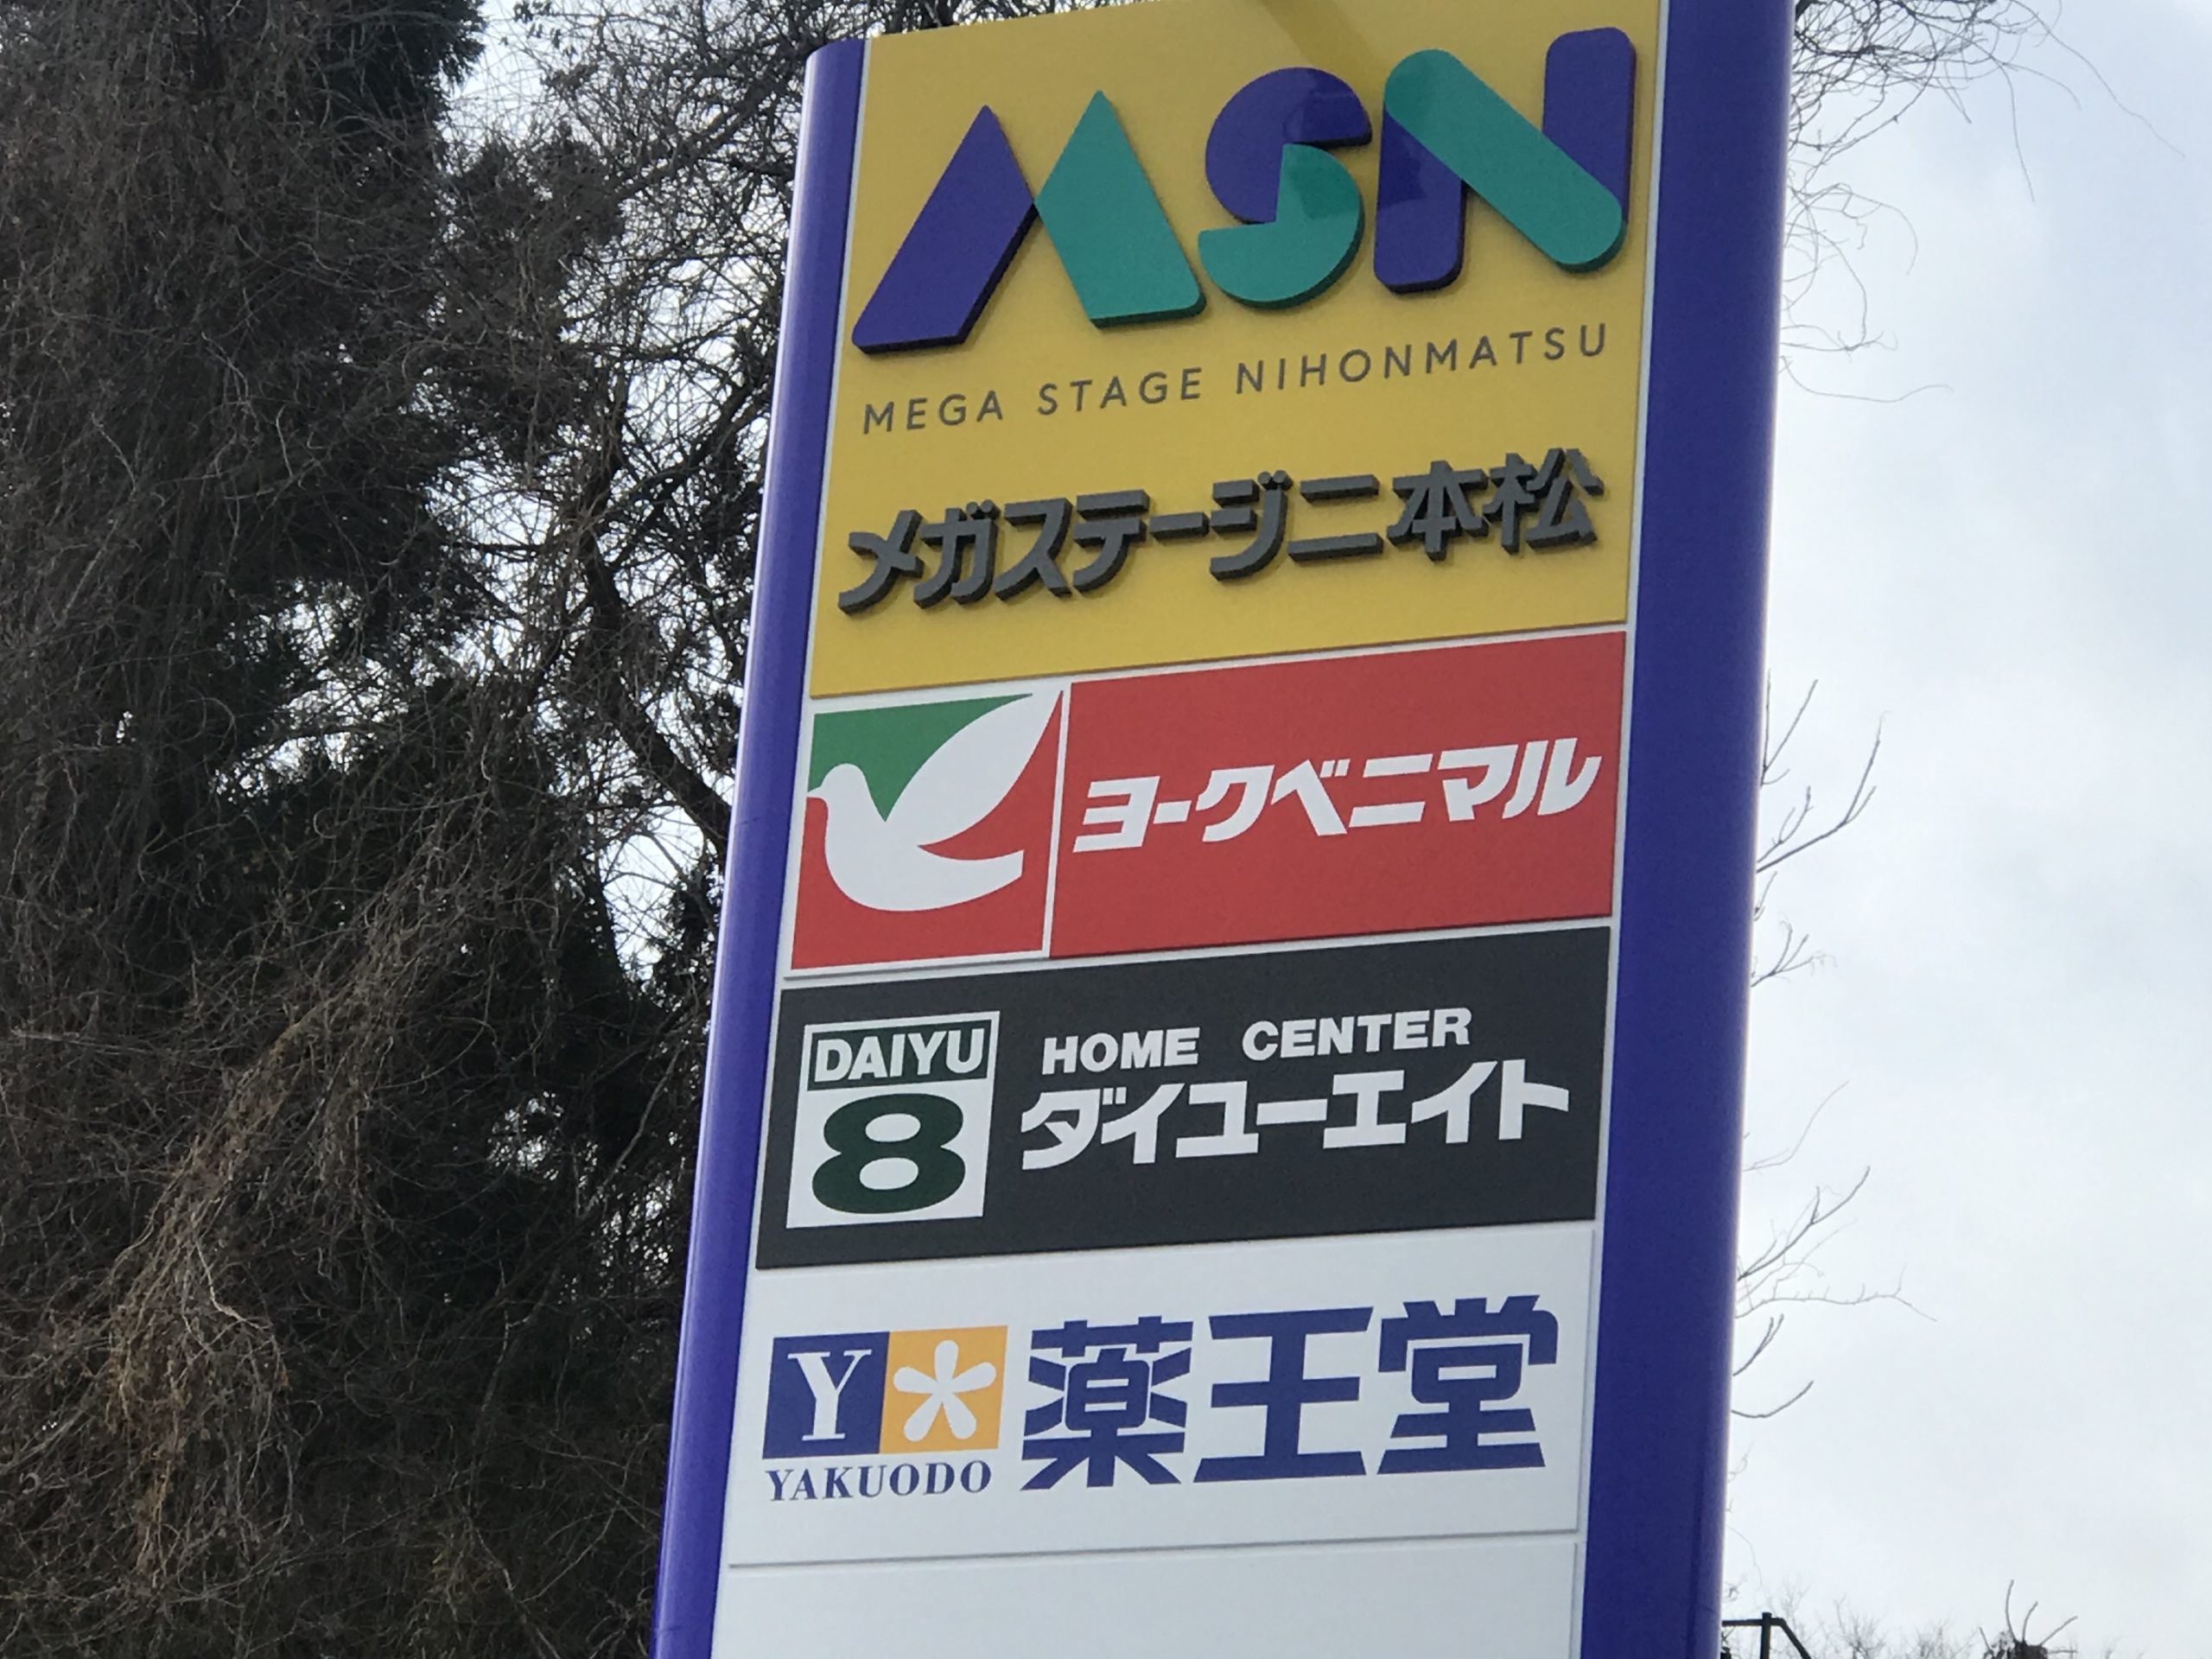 MSN
MEGA STAGE NIHONMATSU
メガステージ二本松
ヨークベニマル
DAIYU
8
HOME CENTER
ダイユーエイト
Y
YAKUODO
薬王堂